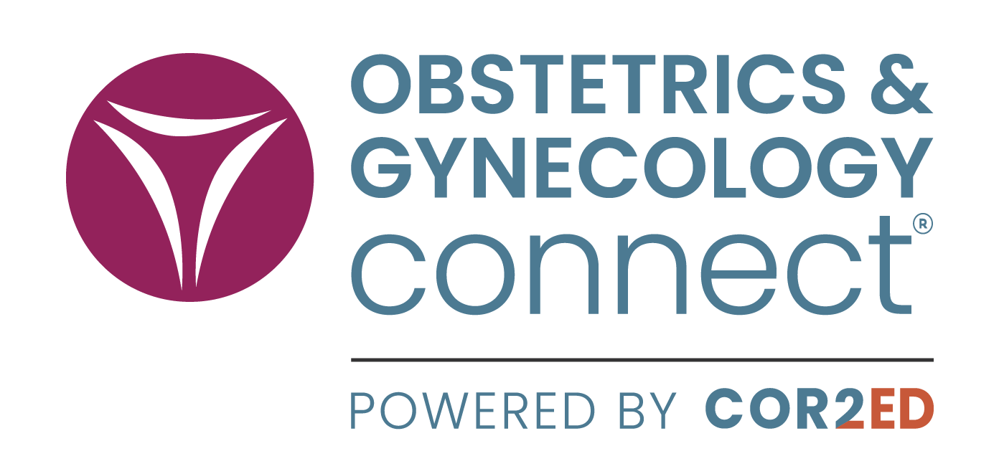 OBSTETRICS &
GYNECOLOGY
connect®
POWERED BY COR2ED